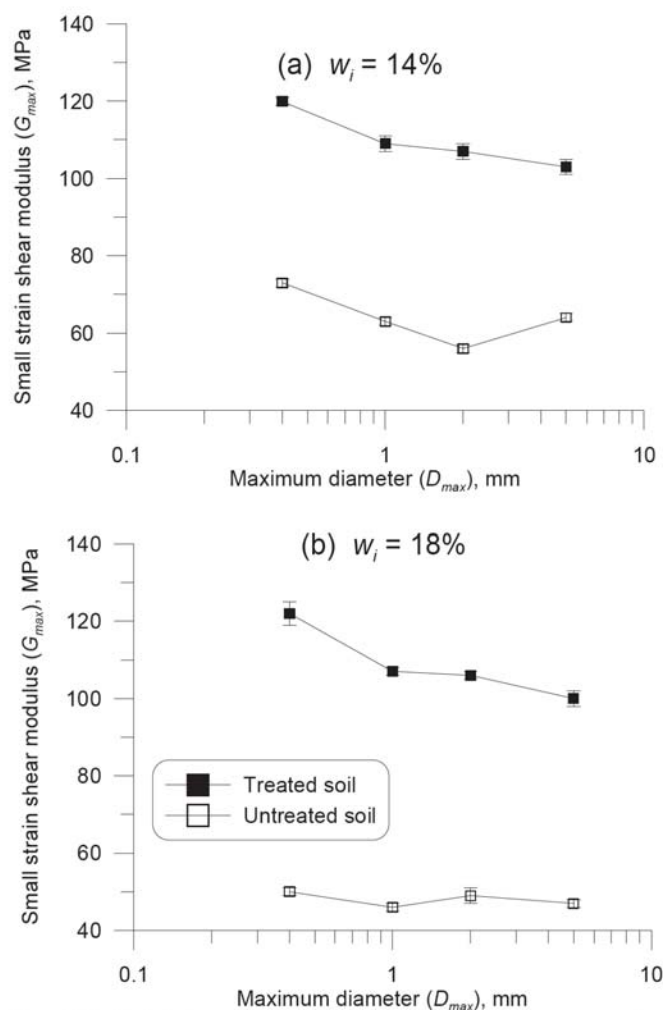 140
120
100
80
60
40
Small strain shear modulus (Gmax), MPa
(a) wi = 14%
0.1
1
10
Maximum diameter (Dmax), mm
140
120
100
80
60
40
Small strain shear modulus (Gmax), MPa
(b) wi = 18%
Treated soil
Untreated soil
0.1
1
10
Maximum diameter (Dmax), mm